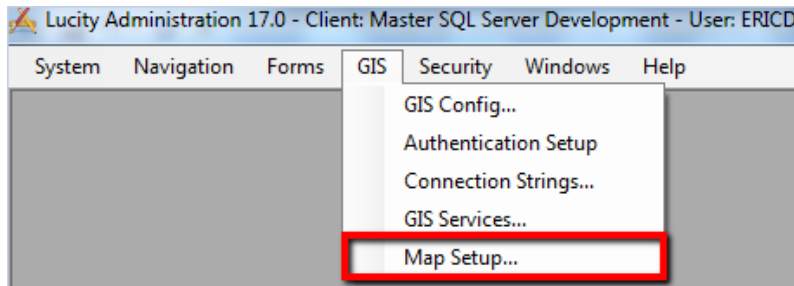 Lucity Administration 17.0 - Client: Master SQL Server Development - User: ERICD
System Navigation Forms GIS Security Windows Help
GIS Config...
Authentication Setup
Connection Strings...
GIS Services...
Map Setup...